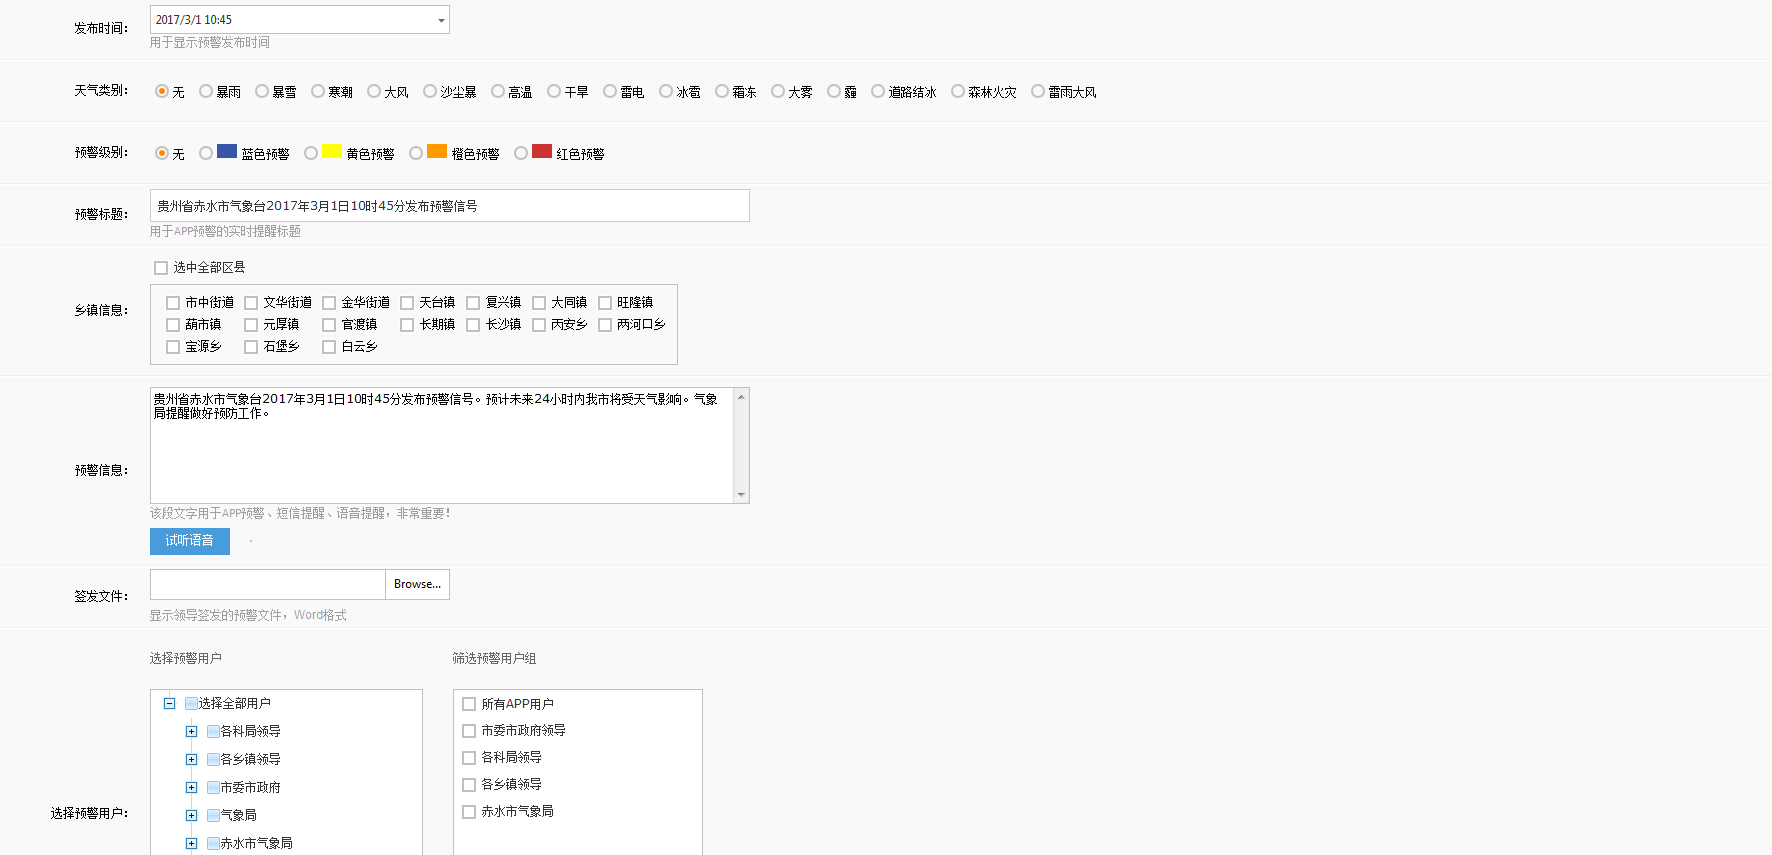 发布时间：
2017/3/1 10:45
用于显示预警发布时间
天气类别：
无 暴雨 暴雪 寒潮 大风 沙尘暴 高温 干旱 雷电 冰雹 霜冻 大雾 霾 道路结冰 森林火灾 雷雨大风
预警级别：
无 蓝色预警 黄色预警 橙色预警 红色预警
预警标题：
贵州省赤水市气象台2017年3月1日10时45分发布预警信号
用于APP预警的实时提醒标题
乡镇信息：
选中全部区县
市中街道 文华街道 金华街道 天台镇 复兴镇 大同镇 旺隆镇
葫市镇 元厚镇 官渡镇 长期镇 长沙镇 丙安乡 两河口乡
宝源乡 石堡乡 白云乡
预警信息：
贵州省赤水市气象台2017年3月1日10时45分发布预警信号。预计未来24小时内我市将受天气影响。气象
局提醒做好预防工作。
该段文字用于APP预警、短信提醒、语音提醒，非常重要！
试听语音
签发文件：
Browse...
显示领导签发的预警文件，Word格式
选择预警用户：
选择预警用户
选择全部用户
各科局领导
各乡镇领导
市委市政府
气象局
赤水市气象局
筛选预警用户组
所有APP用户
市委市政府领导
各科局领导
各乡镇领导
赤水市气象局